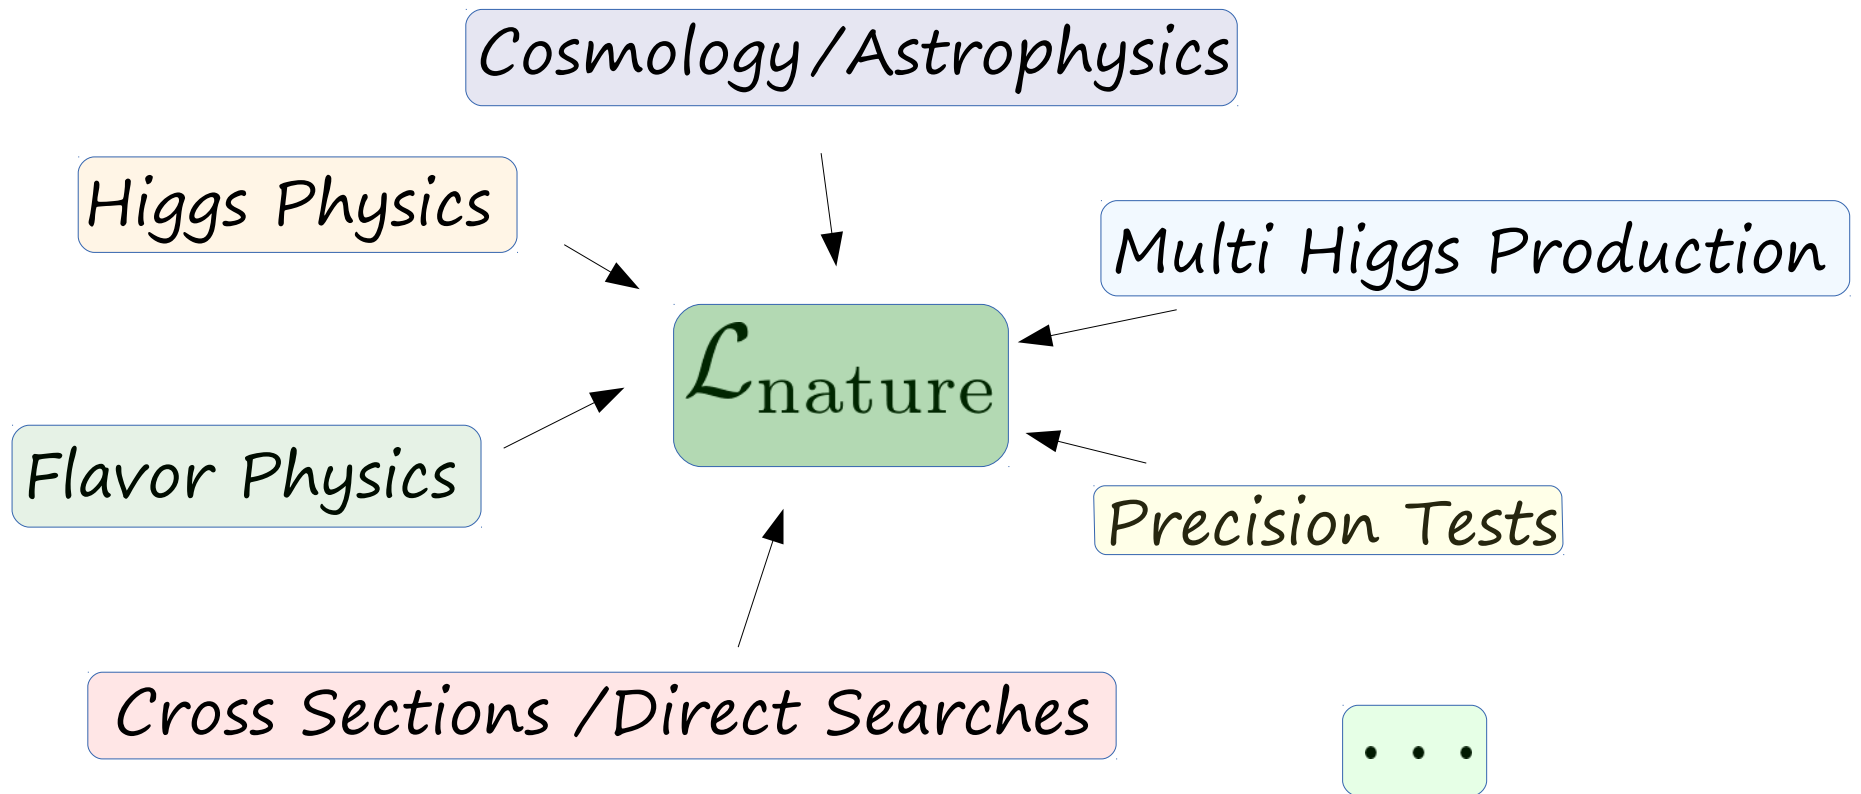 Cosmology/Astrophysics
Higgs Physics
Multi Higgs Production
ℒnature
Flavor Physics
Precision Tests
Cross Sections /Direct Searches
...